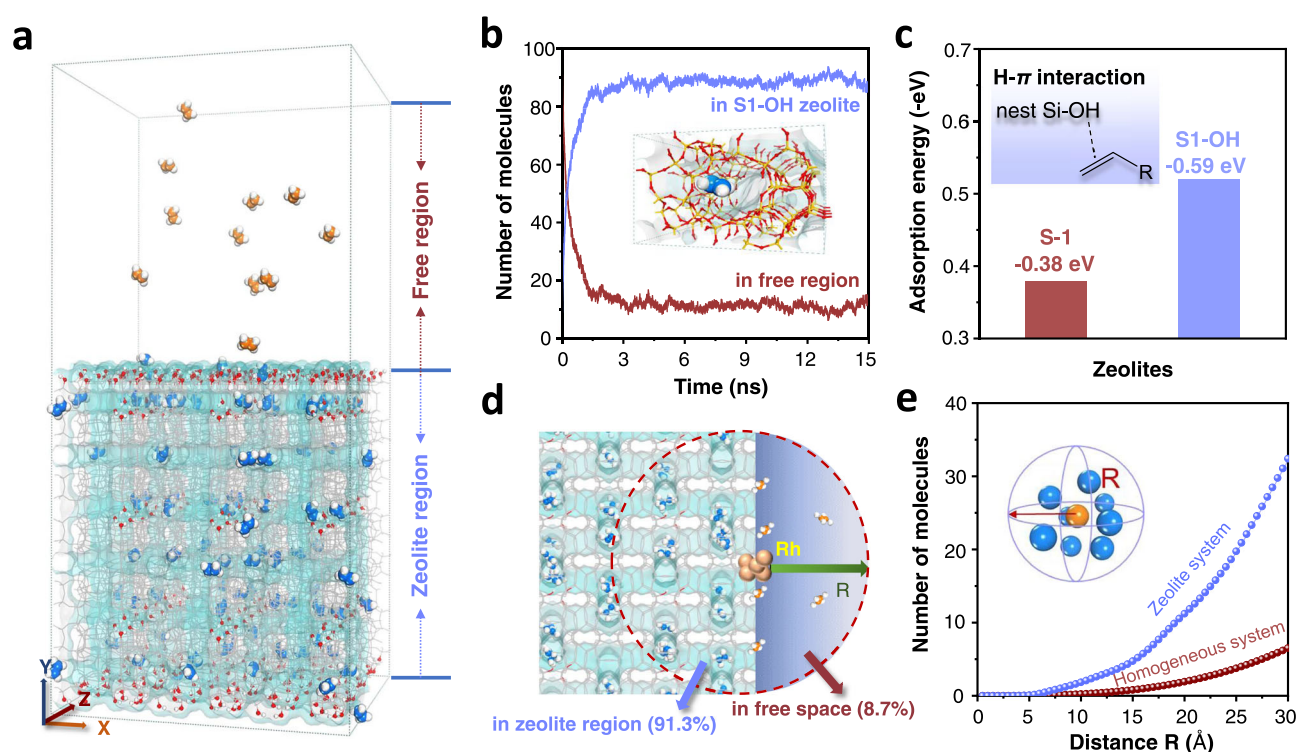 a
Free region
Zeolite region
Y
Z
X
b
Number of molecules
100
80
60
40
20
0
in S1-OH zeolite
in free region
0
3
6
9
12
15
Time (ns)
c
Adsorption energy (-eV)
0.7
0.6
0.5
0.4
0.3
H-π interaction
nest Si-OH
R
S1-OH
-0.59 eV
S-1
-0.38 eV
Zeolites
d
Rh
R
in zeolite region (91.3%)
in free space (8.7%)
e
Number of molecules
40
30
20
10
0
R
Zeolite system
Homogeneous system
0
5
10
15
20
25
30
Distance R (Å)